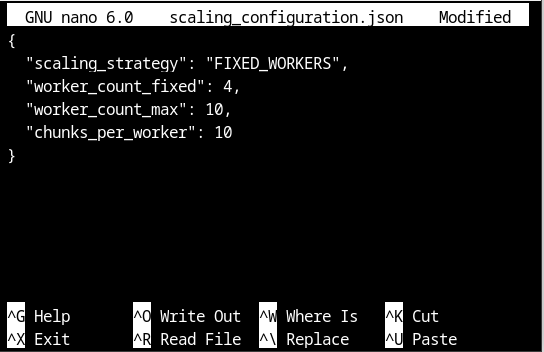 GNU nano 6.0    scaling_configuration.json    Modified
{
  "scaling_strategy": "FIXED_WORKERS",
  "worker_count_fixed": 4,
  "worker_count_max": 10,
  "chunks_per_worker": 10
}
^G Help    ^O Write Out    ^W Where Is    ^K Cut
^X Exit    ^R Read File    ^\ Replace    ^U Paste